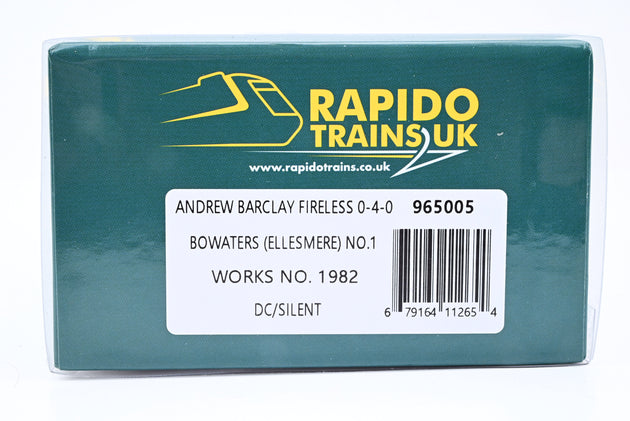 RAPIDO
TRAINS UK
www.rapidotrains.co.uk
ANDREW BARCLAY FIRELESS 0-4-0 965005
BOWATERS (ELLESMERE) NO.1
WORKS NO. 1982
DC/SILENT
6 79164 11265 4